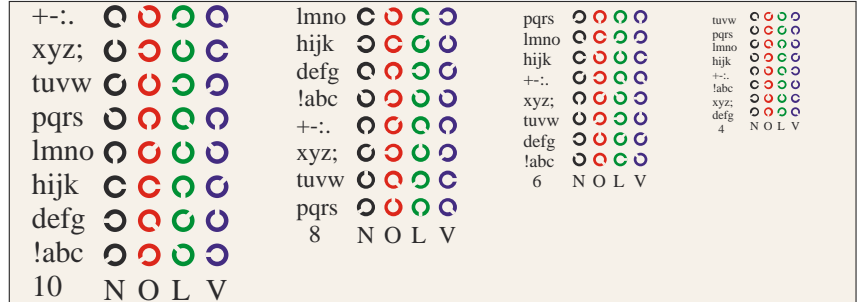 +-:.
xyz;
tuvw
pqrs
lmno
hijk
defg
!abc
10 N O L V
lmno
hijk
defg
!abc
+-:.
xyz;
tuvw
pqrs
8 N O L V
pqrs
lmno
hijk
+-:.
xyz;
tuvw
defg
!abc
6 N O L V
tuvw
pqrs
lmno
hijk
+-:.
!abc
xyz;
defg
4 N O L V